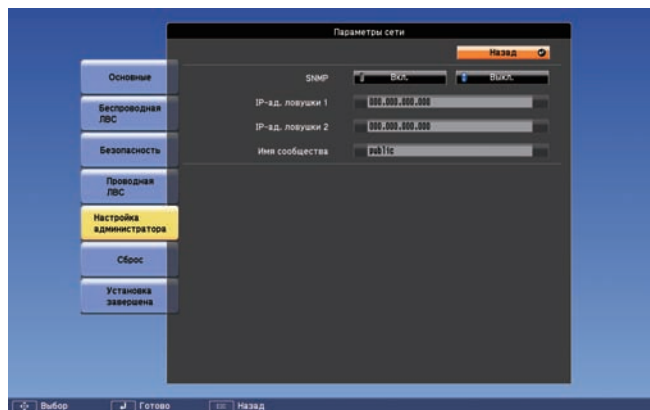 Параметры сети
Назад
Основные
Беспроводная
ЛВС
Безопасность
Проводная
ЛВС
Настройка
администратора
Сброс
Установка
завершена
SNMP Вкл. Выкл.
IP-ад. ловушки 1 000.000.000.000
IP-ад. ловушки 2 000.000.000.000
Имя сообщества public
Выбор Готово Esc Назад